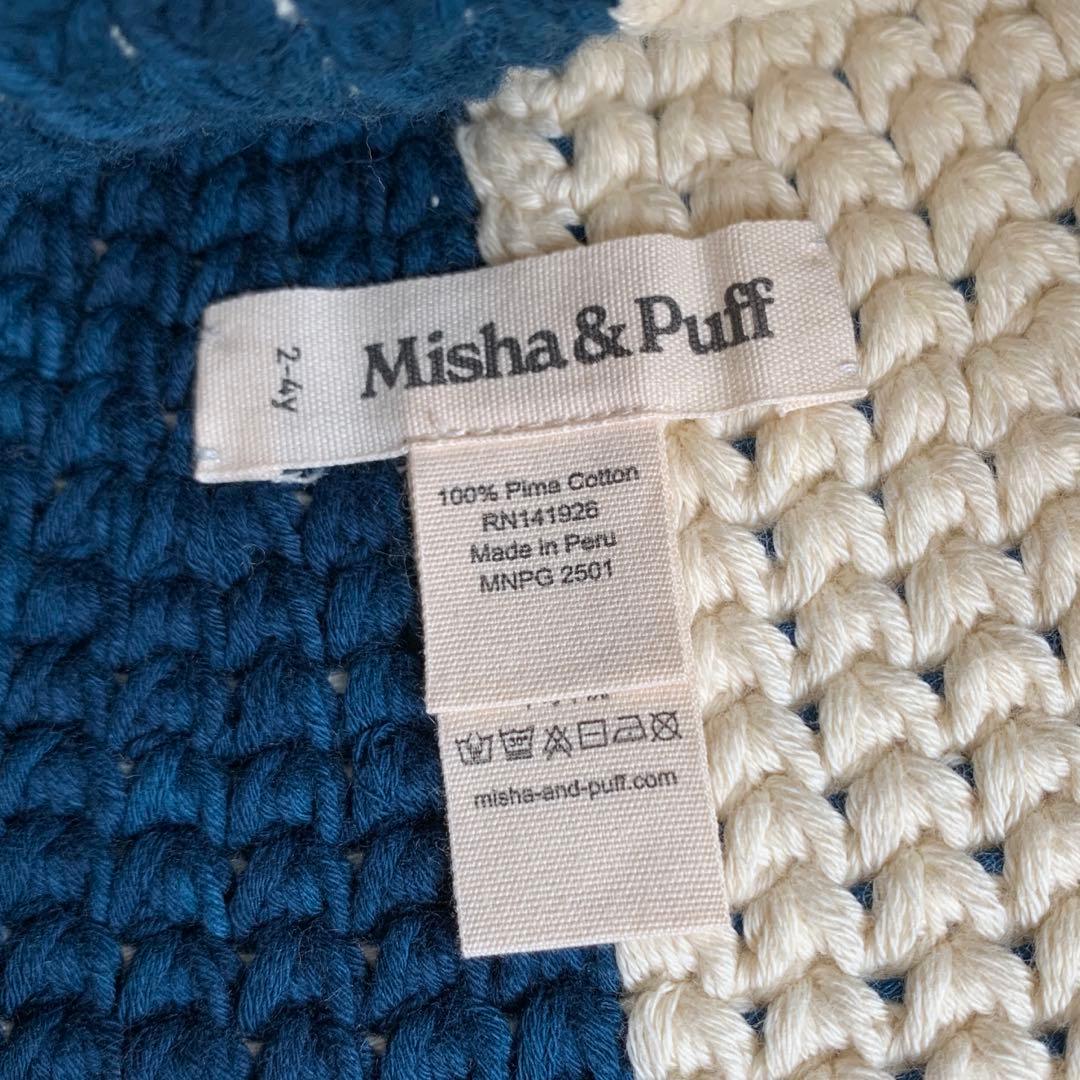 Misha & Puff
2-4y
100% Pima Cotton
RN141926
Made in Peru
MNPG 2501
misha-and-puff.com